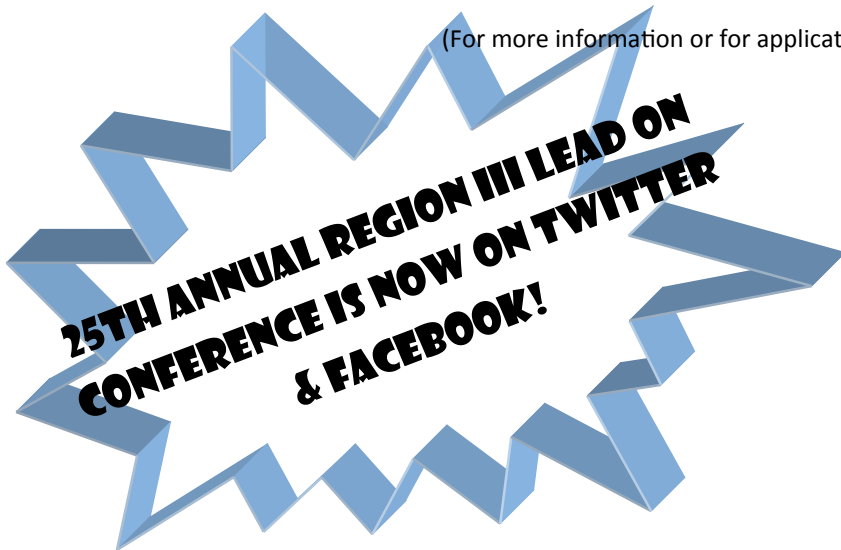 (For more information or for applicat
25TH ANNUAL REGION III LEAD ON
CONFERENCE IS NOW ON TWITTER
& FACEBOOK!